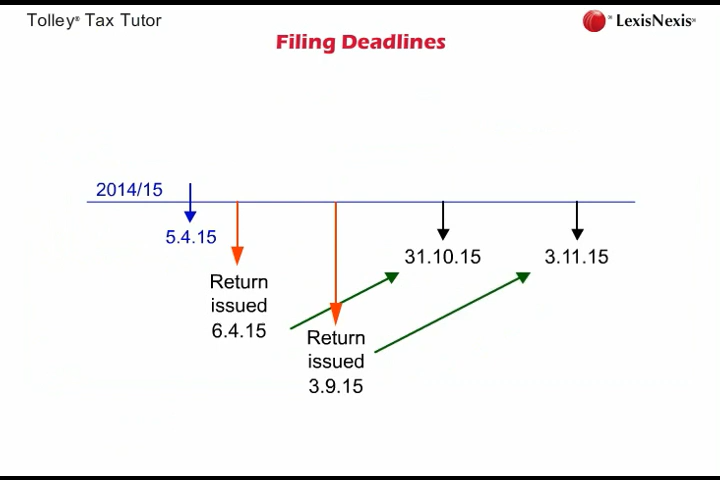 Tolley® Tax Tutor
LexisNexis®
Filing Deadlines
2014/15
5.4.15
31.10.15
3.11.15
Return
issued
6.4.15
Return
issued
3.9.15